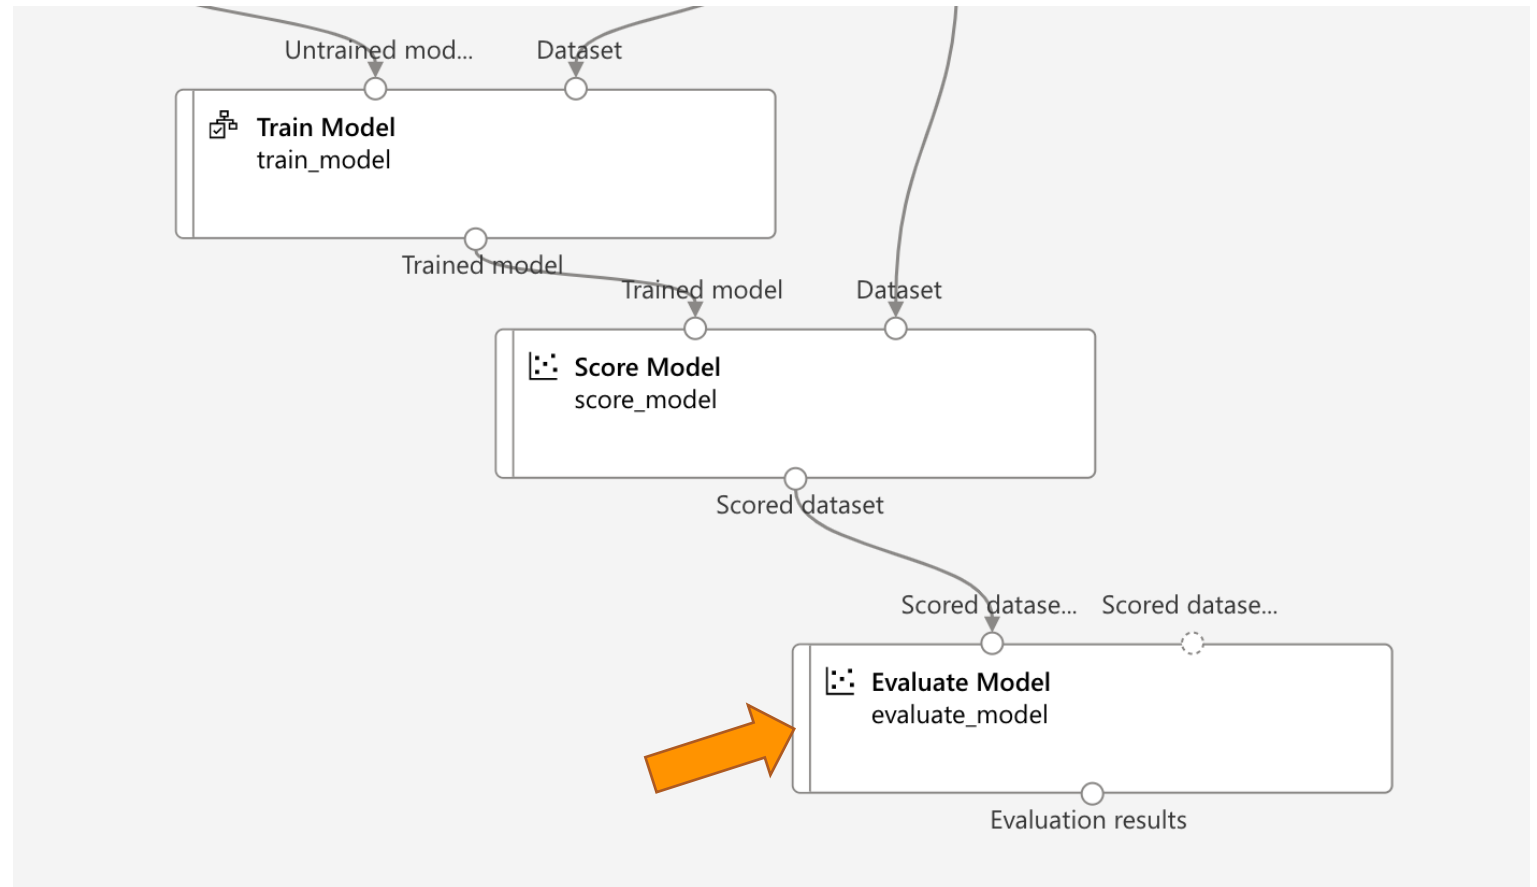 Untrained mod...
Dataset
Train Model
train_model
Trained model
Trained model
Dataset
Score Model
score_model
Scored dataset
Scored datase...
Scored datase...
Evaluate Model
evaluate_model
Evaluation results